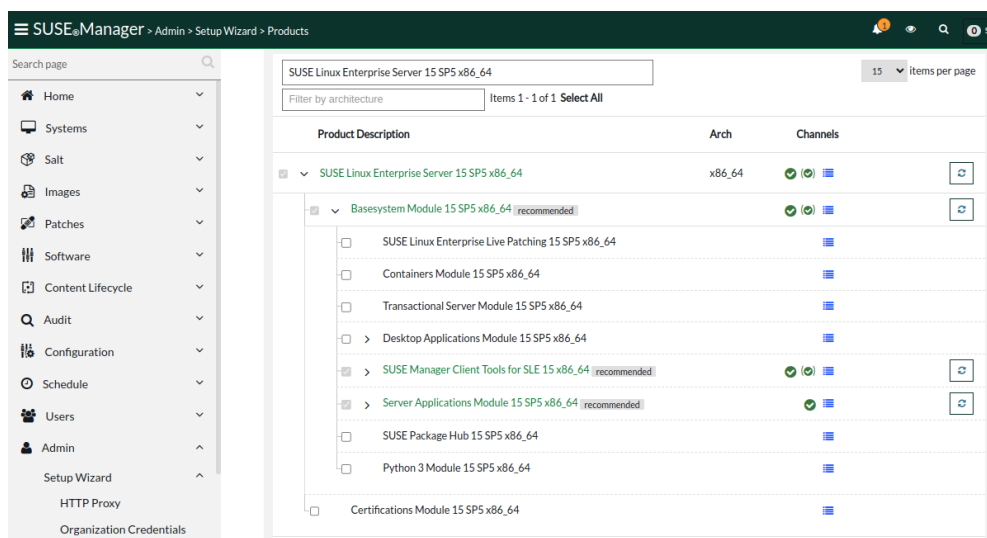 SUSE®Manager > Admin > Setup Wizard > Products
1
0
Search page
SUSE Linux Enterprise Server 15 SP5 x86_64
15 items per page
Filter by architecture
Items 1 - 1 of 1 Select All
Home
Systems
Salt
Images
Patches
Software
Content Lifecycle
Audit
Configuration
Schedule
Users
Admin
Setup Wizard
HTTP Proxy
Organization Credentials
Product Description Arch Channels
SUSE Linux Enterprise Server 15 SP5 x86_64 x86_64
Basesystem Module 15 SP5 x86_64 recommended
SUSE Linux Enterprise Live Patching 15 SP5 x86_64
Containers Module 15 SP5 x86_64
Transactional Server Module 15 SP5 x86_64
Desktop Applications Module 15 SP5 x86_64
SUSE Manager Client Tools for SLE 15 x86_64 recommended
Server Applications Module 15 SP5 x86_64 recommended
SUSE Package Hub 15 SP5 x86_64
Python 3 Module 15 SP5 x86_64
Certifications Module 15 SP5 x86_64